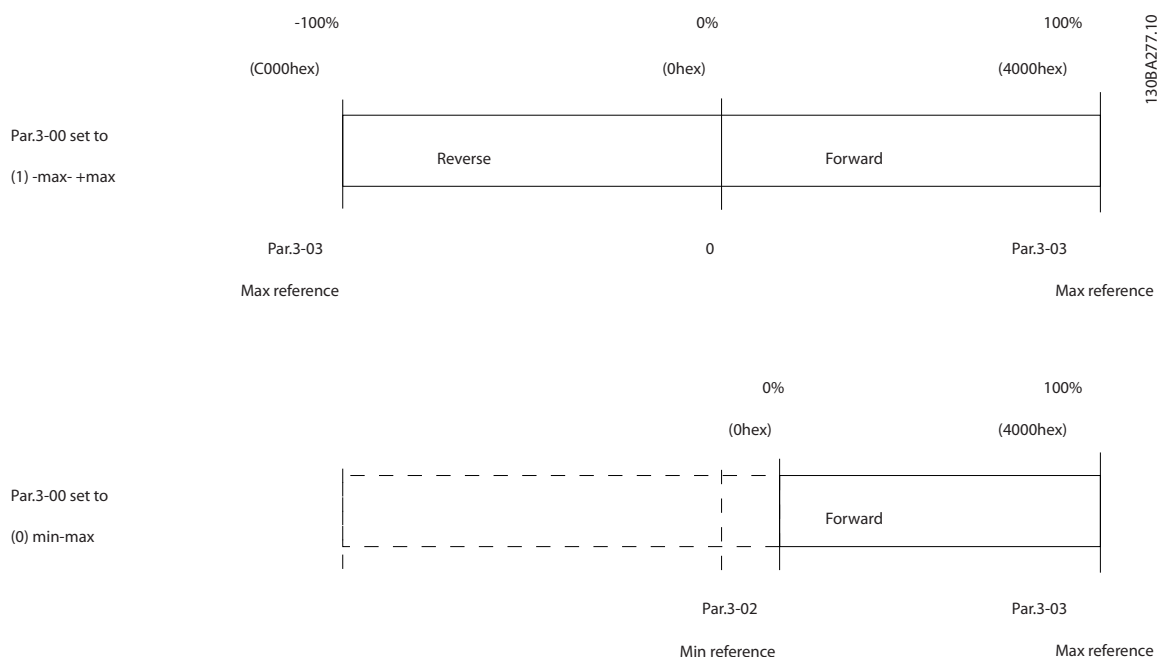 -100% 0% 100%
(C000hex) (0hex) (4000hex)
130BA277.10
Par.3-00 set to
(1) -max- +max
Reverse Forward
Par.3-03 0 Par.3-03
Max reference Max reference
0% 100%
(0hex) (4000hex)
Par.3-00 set to
(0) min-max
Forward
Par.3-02 Par.3-03
Min reference Max reference